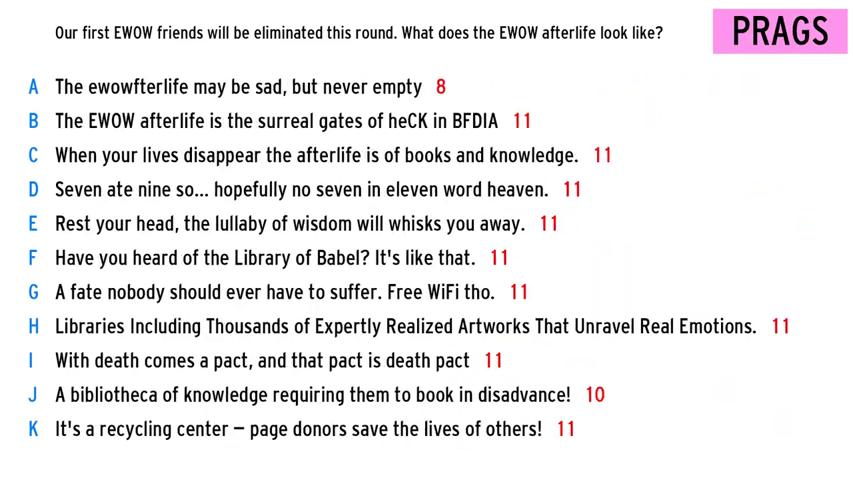 Our first EWOW friends will be eliminated this round. What does the EWOW afterlife look like?
PRAGS
A The ewowfterlife may be sad, but never empty 8
B The EWOW afterlife is the surreal gates of heCK in BFDIA 11
C When your lives disappear the afterlife is of books and knowledge. 11
D Seven ate nine so... hopefully no seven in eleven word heaven. 11
E Rest your head, the lullaby of wisdom will whisks you away. 11
F Have you heard of the Library of Babel? It's like that. 11
G A fate nobody should ever have to suffer. Free WiFi tho. 11
H Libraries Including Thousands of Expertly Realized Artworks That Unravel Real Emotions. 11
I With death comes a pact, and that pact is death pact 11
J A bibliotheca of knowledge requiring them to book in disadvance! 10
K It's a recycling center – page donors save the lives of others! 11